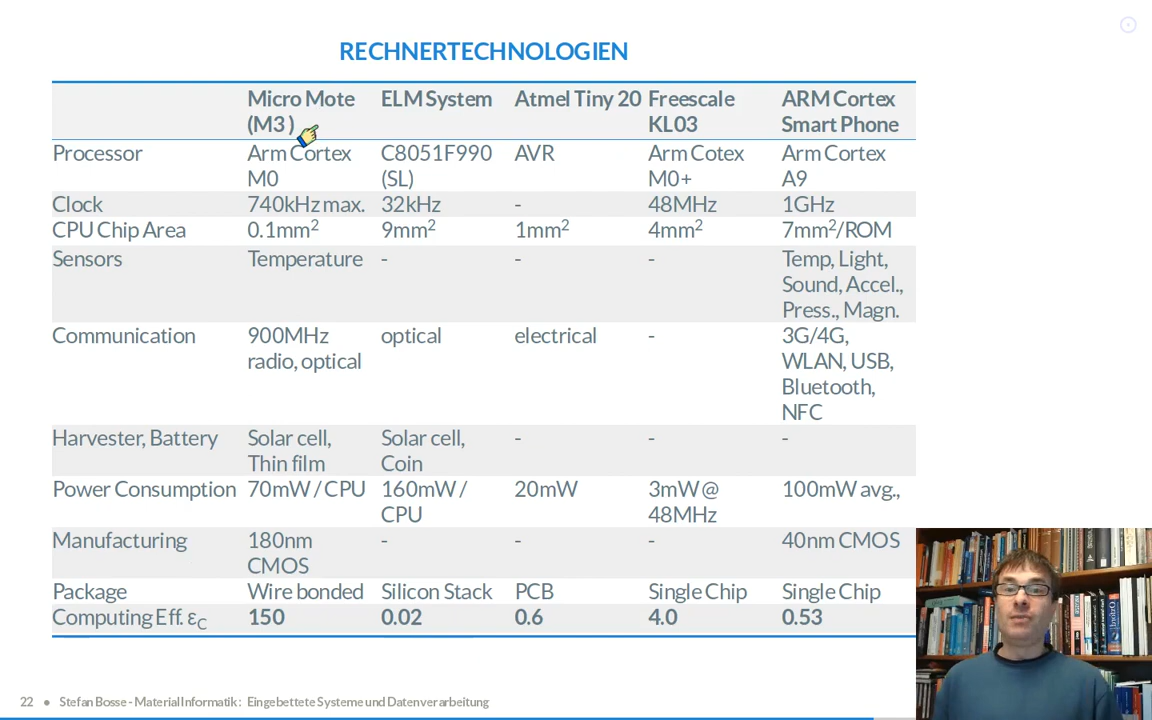 RECHNERTECHNOLOGIEN
Micro Mote (M3 ) ELM System Atmel Tiny 20 Freescale KL03 ARM Cortex Smart Phone
Processor Arm Cortex M0 C8051F990 (SL) AVR Arm Cotex M0+ Arm Cortex A9
Clock 740kHz max. 32kHz - 48MHz 1GHz
CPU Chip Area 0.1mm² 9mm² 1mm² 4mm² 7mm²/ROM
Sensors Temperature - - - Temp, Light, Sound, Accel., Press., Magn.
Communication 900MHz radio, optical optical electrical - 3G/4G, WLAN, USB, Bluetooth, NFC
Harvester, Battery Solar cell, Thin film Solar cell, Coin - - -
Power Consumption 70mW / CPU 160mW / CPU 20mW 3mW @ 48MHz 100mW avg.,
Manufacturing 180nm CMOS - - - 40nm CMOS
Package Wire bonded Silicon Stack PCB Single Chip Single Chip
Computing Eff. εC 150 0.02 0.6 4.0 0.53
22 • Stefan Bosse - Material Informatik : Eingebettete Systeme und Datenverarbeitung